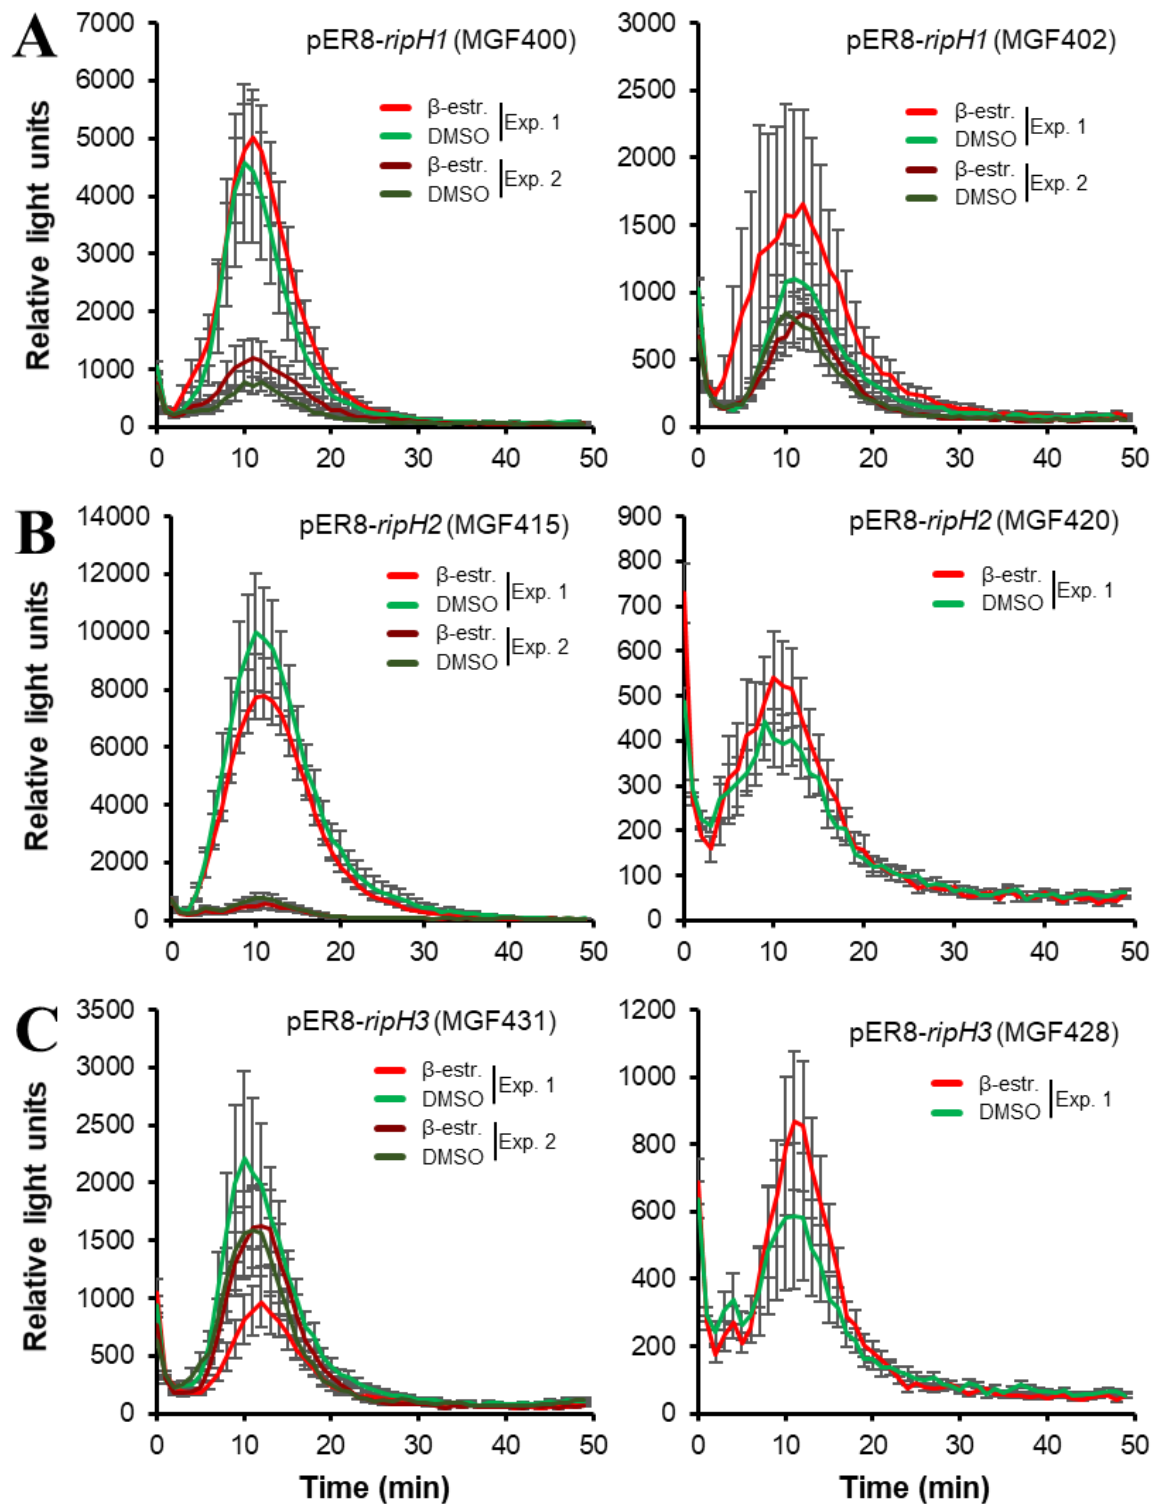 A
pER8-ripH1 (MGF400)
Relative light units
7000
6000
5000
4000
3000
2000
1000
0
β-estr.
DMSO
Exp. 1
β-estr.
DMSO
Exp. 2
0 10 20 30 40 50
pER8-ripH1 (MGF402)
3000
2500
2000
1500
1000
500
0
β-estr.
DMSO
Exp. 1
β-estr.
DMSO
Exp. 2
0 10 20 30 40 50
B
pER8-ripH2 (MGF415)
Relative light units
14000
12000
10000
8000
6000
4000
2000
0
β-estr.
DMSO
Exp. 1
β-estr.
DMSO
Exp. 2
0 10 20 30 40 50
pER8-ripH2 (MGF420)
900
800
700
600
500
400
300
200
100
0
β-estr.
DMSO
Exp. 1
0 10 20 30 40 50
C
pER8-ripH3 (MGF431)
Relative light units
3500
3000
2500
2000
1500
1000
500
0
β-estr.
DMSO
Exp. 1
β-estr.
DMSO
Exp. 2
0 10 20 30 40 50
Time (min)
pER8-ripH3 (MGF428)
1200
1000
800
600
400
200
0
β-estr.
DMSO
Exp. 1
0 10 20 30 40 50
Time (min)